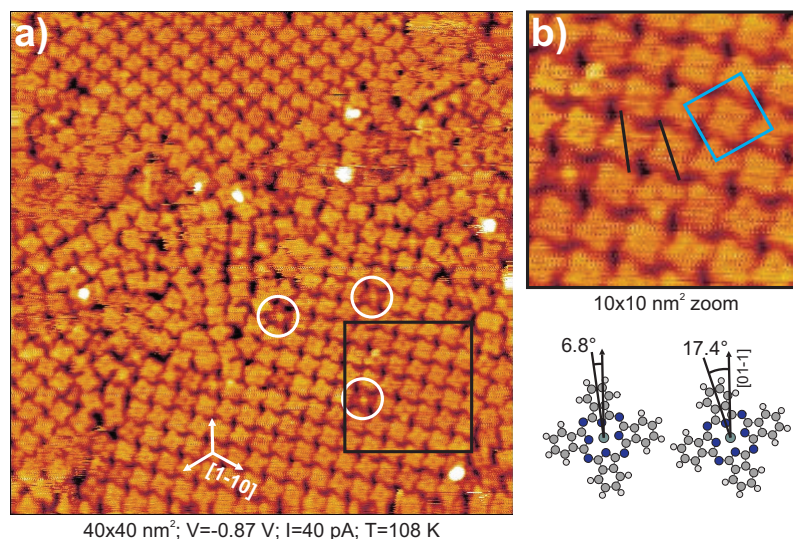 a)
[1-10]
40x40 nm²; V=-0.87 V; I=40 pA; T=108 K
b)
10x10 nm² zoom
6.8°
17.4°
[01-1]